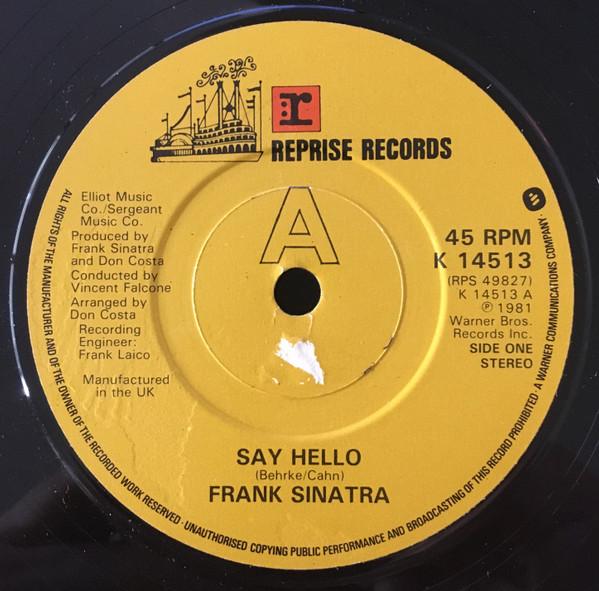 r
REPRISE RECORDS
A
Elliot Music
Co./Sergeant
Music Co.
Produced by
Frank Sinatra
and Don Costa
Conducted by
Vincent Falcone
Arranged by
Don Costa
Recording
Engineer:
Frank Laico
Manufactured
in the UK
45 RPM
K 14513
(RPS 49827)
K 14513 A
℗ 1981
Warner Bros.
Records Inc.
SIDE ONE
STEREO
SAY HELLO
(Behrke/Cahn)
FRANK SINATRA
ALL RIGHTS OF THE MANUFACTURER AND OF THE OWNER OF THE RECORDED WORK RESERVED · UNAUTHORISED COPYING PUBLIC PERFORMANCE AND BROADCASTING OF THIS RECORD PROHIBITED · A WARNER COMMUNICATIONS COMPANY ·